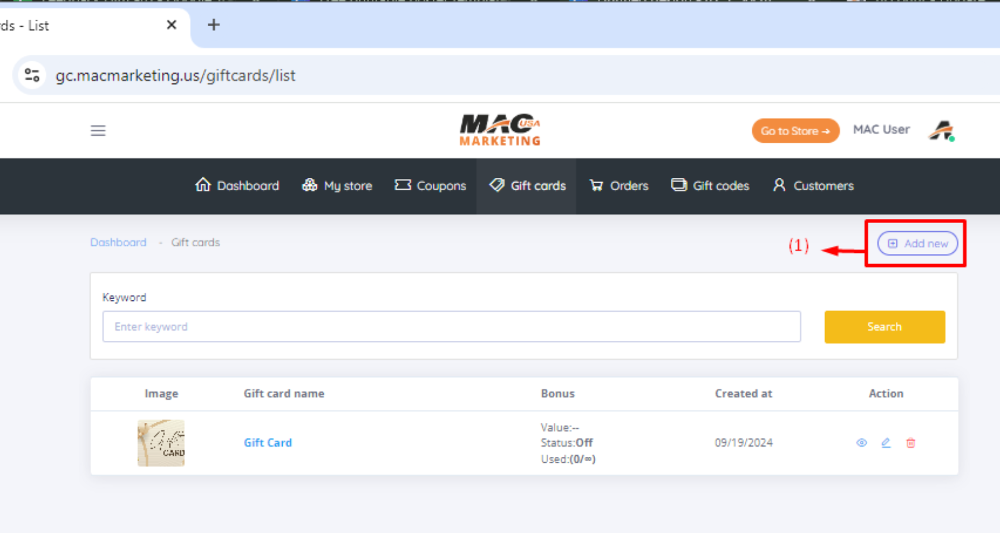 ds - List
gc.macmarketing.us/giftcards/list
MAC USA
MARKETING
Go to Store →
MAC User
Dashboard
My store
Coupons
Gift cards
Orders
Gift codes
Customers
Dashboard - Gift cards
(1)
Add new
Keyword
Enter keyword
Search
Image
Gift card name
Bonus
Created at
Action
Gift
CARD
Gift Card
Value:--
Status:Off
Used:(0/∞)
09/19/2024